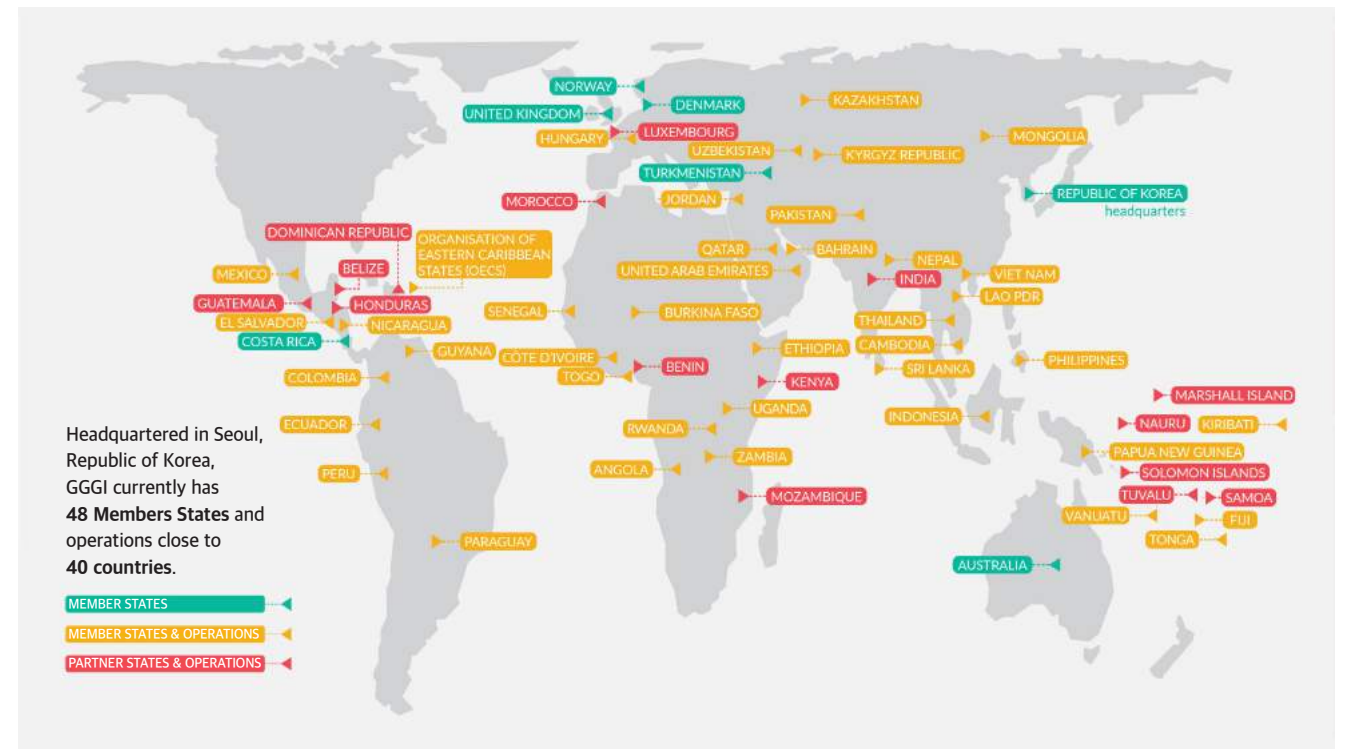 NORWAY
DENMARK
KAZAKHSTAN
UNITED KINGDOM
LUXEMBOURG
HUNGARY
MONGOLIA
UZBEKISTAN
KYRGYZ REPUBLIC
TURKMENISTAN
REPUBLIC OF KOREA
headquarters
MOROCCO
JORDAN
PAKISTAN
DOMINICAN REPUBLIC
ORGANISATION OF
EASTERN CARIBBEAN
STATES (OECS)
QATAR
BAHRAIN
NEPAL
MEXICO
BELIZE
UNITED ARAB EMIRATES
INDIA
VIET NAM
LAO PDR
GUATEMALA
HONDURAS
SENEGAL
BURKINA FASO
THAILAND
EL SALVADOR
NICARAGUA
COSTA RICA
GUYANA
CÔTE D'IVOIRE
ETHIOPIA
CAMBODIA
PHILIPPINES
COLOMBIA
TOGO
BENIN
KENYA
SRI LANKA
MARSHALL ISLAND
ECUADOR
RWANDA
UGANDA
INDONESIA
NAURU
KIRIBATI
PAPUA NEW GUINEA
PERU
ANGOLA
ZAMBIA
SOLOMON ISLANDS
MOZAMBIQUE
TUVALU
SAMOA
VANUATU
FIJI
PARAGUAY
TONGA
AUSTRALIA
Headquartered in Seoul,
Republic of Korea,
GGGI currently has
48 Members States and
operations close to
40 countries.
MEMBER STATES
MEMBER STATES & OPERATIONS
PARTNER STATES & OPERATIONS